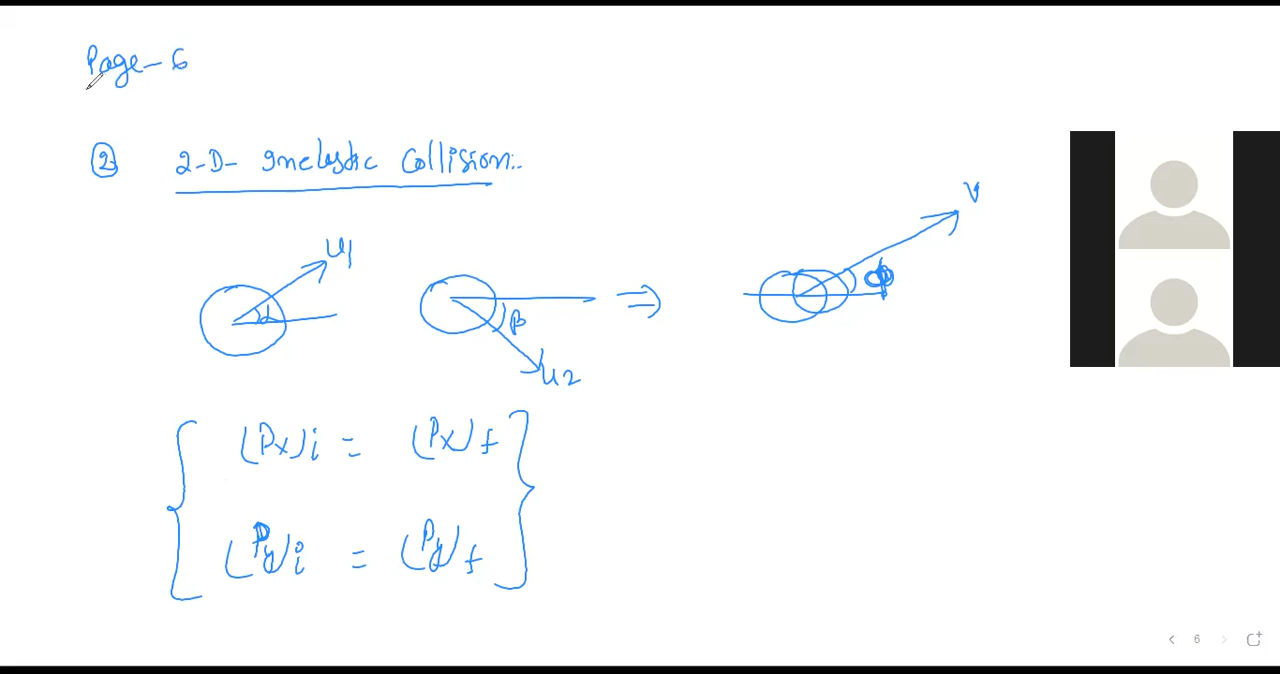 Page-6
② 2-D- Inelastic Collision:.
u1
α
β
u2
⇒
v
φ
(Px)i = (Px)f
(Py)i = (Py)f
6